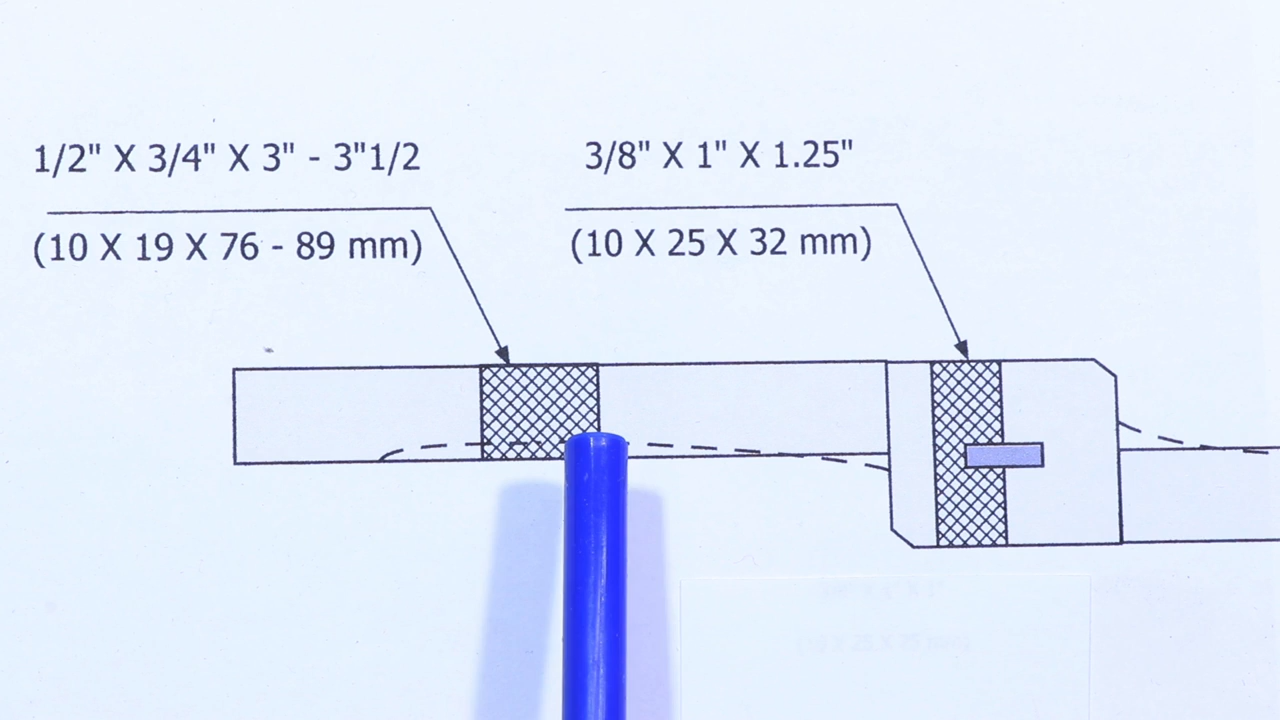 1/2" X 3/4" X 3" - 3"1/2
(10 X 19 X 76 - 89 mm)
3/8" X 1" X 1.25"
(10 X 25 X 32 mm)